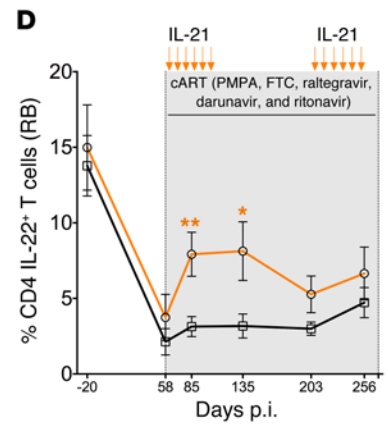 D
IL-21 IL-21
cART (PMPA, FTC, raltegravir,
darunavir, and ritonavir)
% CD4 IL-22⁺ T cells (RB)
20
15
10
5
0
** *
-20 58 85 135 203 256
Days p.i.